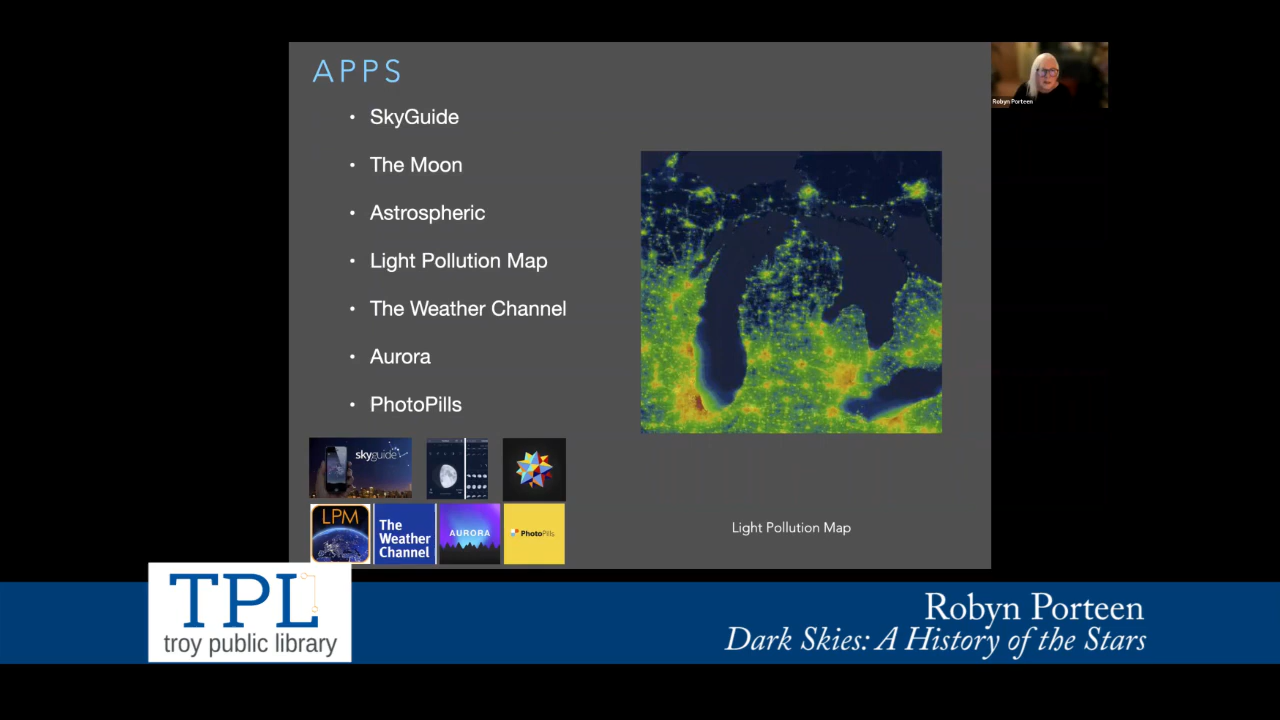 APPS
• SkyGuide
• The Moon
• Astrospheric
• Light Pollution Map
• The Weather Channel
• Aurora
• PhotoPills
skyguide
LPM
The
Weather
Channel
AURORA
PhotoPills.
Light Pollution Map
Robyn Porteen
TPL
troy public library
Robyn Porteen
Dark Skies: A History of the Stars